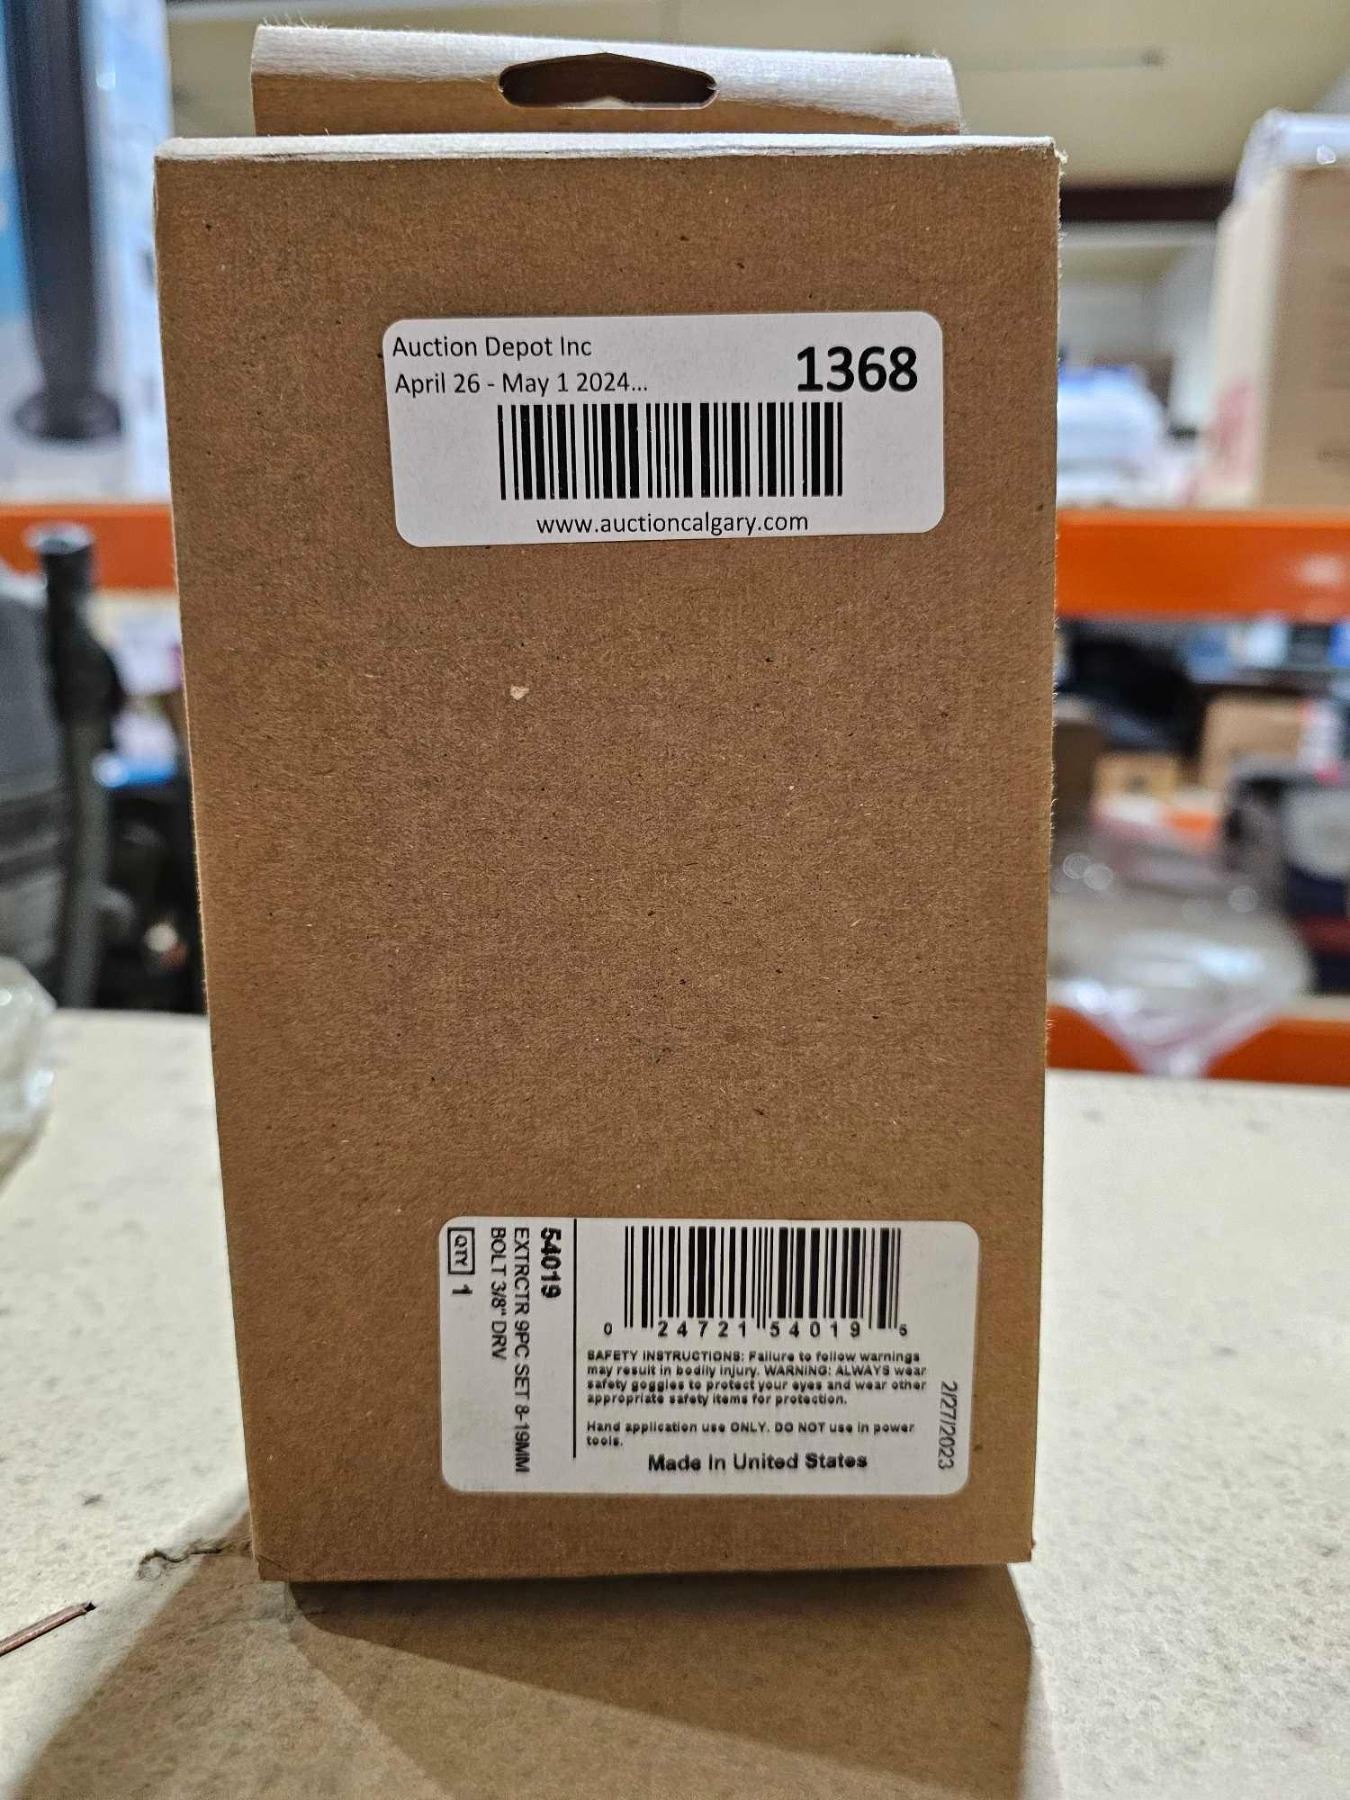 Auction Depot Inc
April 26 - May 1 2024...
1368
www.auctioncalgary.com
54019
EXTRCTR 9PC SET 8-19MM
BOLT 3/8" DRV
QTY 1
0 24721 54019 5
SAFETY INSTRUCTIONS: Failure to follow warnings
may result in bodily injury. WARNING: ALWAYS wear
safety goggles to protect your eyes and wear other
appropriate safety items for protection.
Hand application use ONLY. DO NOT use in power
tools.
Made In United States
2/27/2023